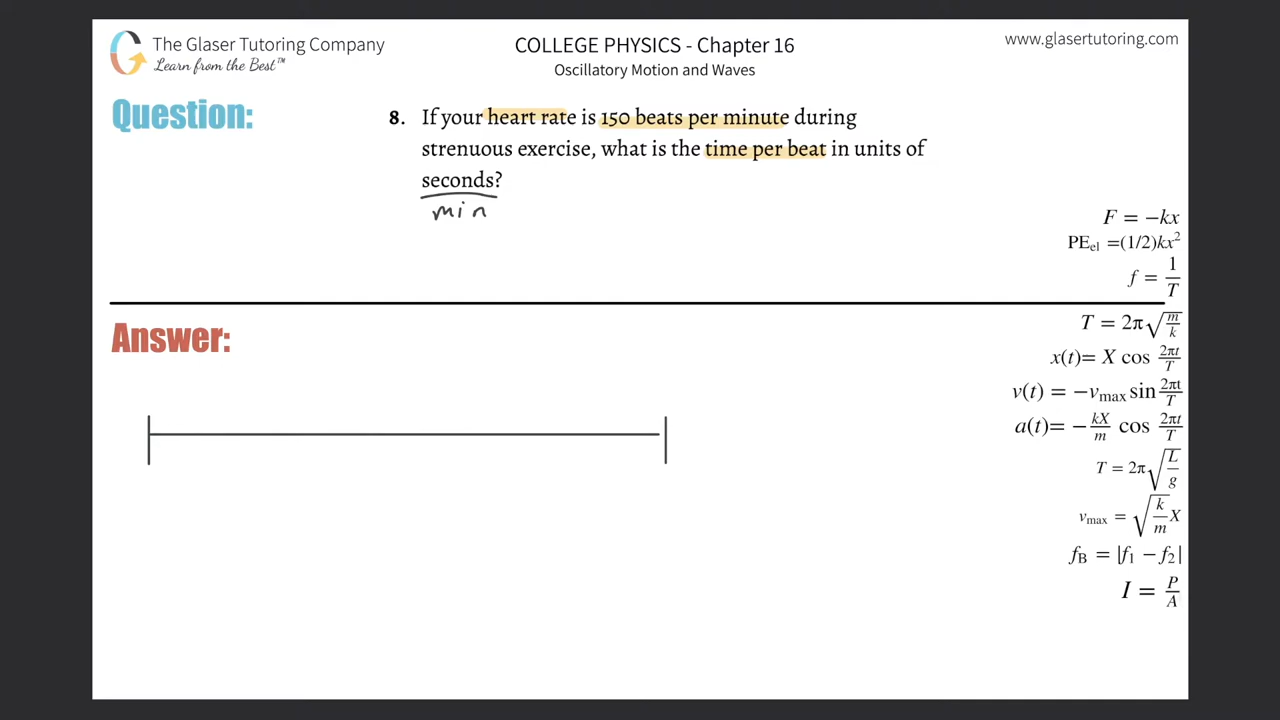 The Glaser Tutoring Company
Learn from the Best™
COLLEGE PHYSICS - Chapter 16
Oscillatory Motion and Waves
www.glasertutoring.com
Question:
8. If your heart rate is 150 beats per minute during
strenuous exercise, what is the time per beat in units of
seconds?
min
F = −kx
PEel =(1/2)kx²
f = 1/T
Answer:
T = 2π√(m/k)
x(t)= X cos 2πt/T
v(t) = −vmax sin 2πt/T
a(t)= −kX/m cos 2πt/T
T = 2π√(L/g)
vmax = √(k/m)X
fB = |f1 − f2|
I = P/A